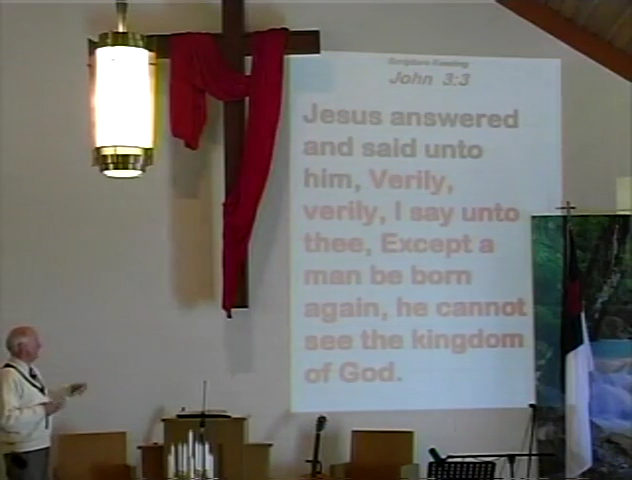 Scripture Reading
John 3:3
Jesus answered
and said unto
him, Verily,
verily, I say unto
thee, Except a
man be born
again, he cannot
see the kingdom
of God.